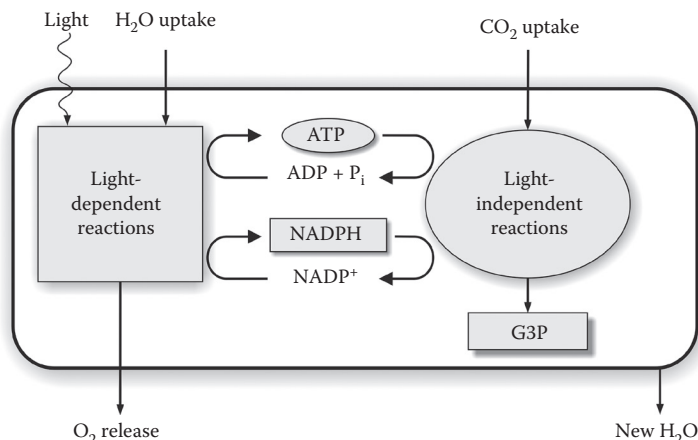 Light
H₂O uptake
CO₂ uptake
Light-
dependent
reactions
ATP
ADP + Pᵢ
NADPH
NADP⁺
Light-
independent
reactions
G3P
O₂ release
New H₂O